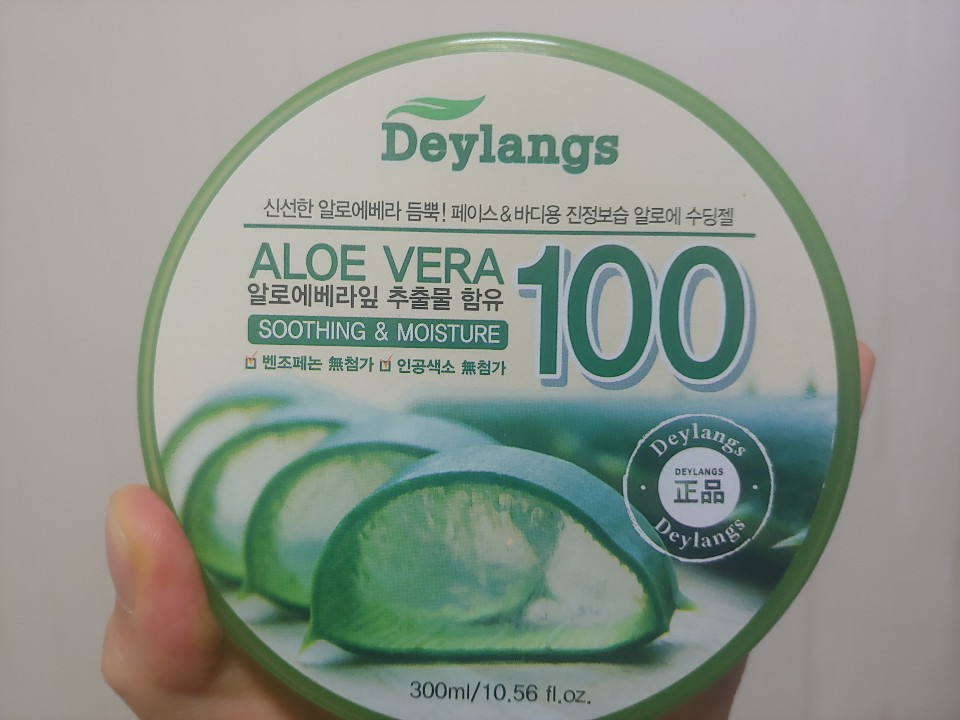 Deylangs
신선한 알로에베라 듬뿍! 페이스&바디용 진정보습 알로에 수딩젤
ALOE VERA 100
알로에베라잎 추출물 함유
SOOTHING & MOISTURE
벤조페논 無첨가 인공색소 無첨가
Deylangs
DEYLANGS
正品
Deylangs
300ml/10.56 fl.oz.